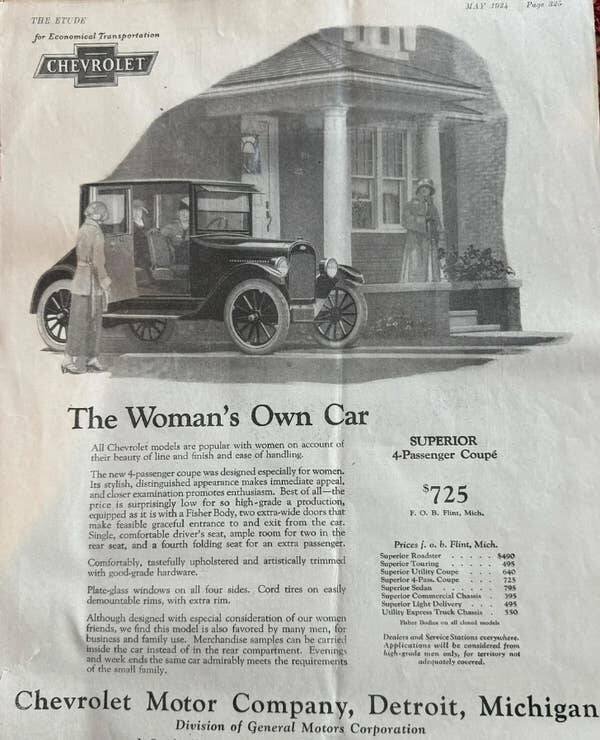 THE ETUDE
MAY 1924 Page 325
for Economical Transportation
CHEVROLET
The Woman's Own Car
All Chevrolet models are popular with women on account of
their beauty of line and finish and ease of handling.
The new 4-passenger coupe was designed especially for women.
Its stylish, distinguished appearance makes immediate appeal,
and closer examination promotes enthusiasm. Best of all—the
price is surprisingly low for so high-grade a production,
equipped as it is with a Fisher Body, two extra-wide doors that
make feasible graceful entrance to and exit from the car.
Single, comfortable driver's seat, ample room for two in the
rear seat, and a fourth folding seat for an extra passenger.
Comfortably, tastefully upholstered and artistically trimmed
with good-grade hardware.
Plate-glass windows on all four sides. Cord tires on easily
demountable rims, with extra rim.
Although designed with especial consideration of our women
friends, we find this model is also favored by many men, for
business and family use. Merchandise samples can be carried
inside the car instead of in the rear compartment. Evenings
and week ends the same car admirably meets the requirements
of the small family.
SUPERIOR
4-Passenger Coupé
$725
F. O. B. Flint, Mich.
Prices f. o. b. Flint, Mich.
Superior Roadster . . . . . $490
Superior Touring . . . . . 495
Superior Utility Coupe . . . 640
Superior 4-Pass. Coupe . . . 725
Superior Sedan . . . . . 795
Superior Commercial Chassis . 395
Superior Light Delivery . . . 495
Utility Express Truck Chassis . 550
Fisher Bodies on all closed models
Dealers and Service Stations everywhere.
Applications will be considered from
high-grade men only, for territory not
adequately covered.
Chevrolet Motor Company, Detroit, Michigan
Division of General Motors Corporation